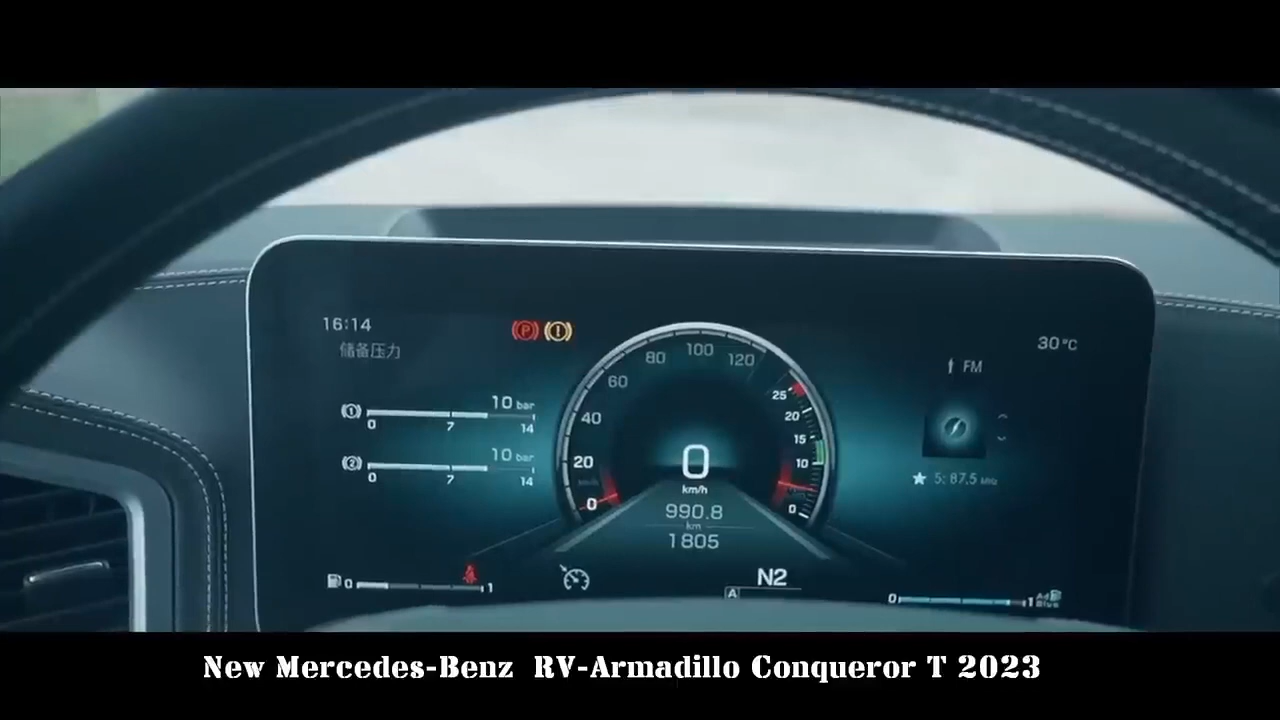 16:14
储备压力
10 bar
0 7 14
10 bar
0 7 14
P
!
0 20 40 60 80 100 120
25 20 15 10 0
0
km/h
990.8
km
1805
30°C
FM
★ 5: 87.5 MHz
0 1
N2
A
0 1 AdBlue
New Mercedes-Benz RV-Armadillo Conqueror T 2023